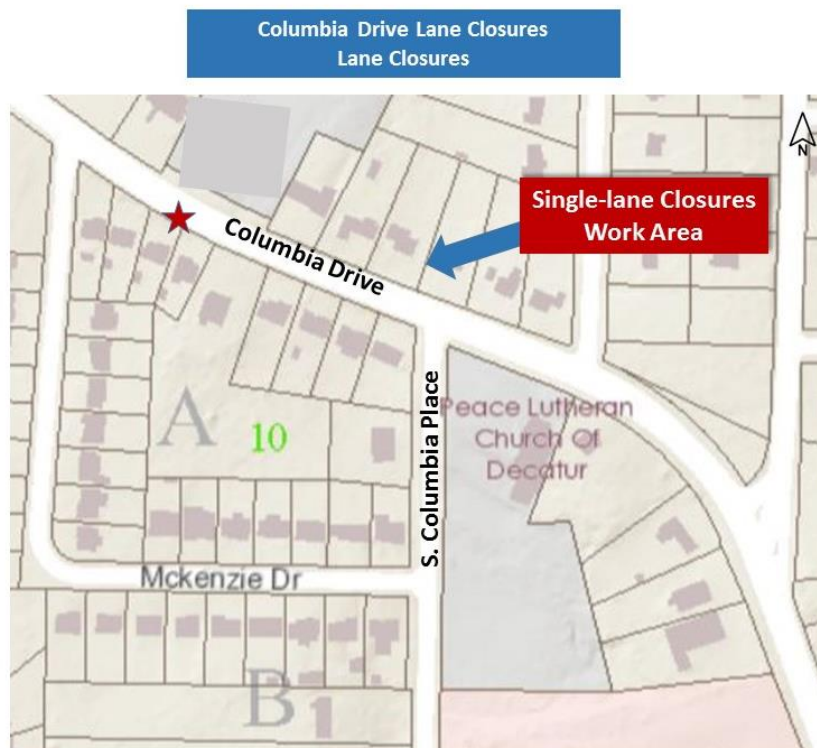 Columbia Drive Lane Closures
Lane Closures
N
Single-lane Closures
Work Area
Columbia Drive
S. Columbia Place
Peace Lutheran
Church Of
Decatur
A
10
Mckenzie Dr
B